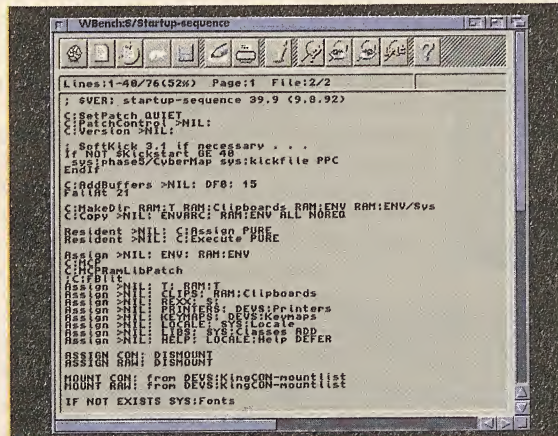 WBench:S/Startup-sequence
Lines:1-40/76(52%) Page:1 File:2/2
; $VER: startup-sequence 39.9 (9.8.92)
C:SetPatch QUIET
C:PatchControl >NIL:
C:Version >NIL:
; SoftKick 3.1 if necessary . . .
If NOT $Kickstart GE 40
sys:phase5/CyberMap sys:kickfile PPC
EndIf
C:AddBuffers >NIL: DF0: 15
FailAt 21
C:MakeDir RAM:T RAM:Clipboards RAM:ENV RAM:ENV/Sys
C:Copy >NIL: ENVARC: RAM:ENV ALL NOREQ
Resident >NIL: C:Assign PURE
Resident >NIL: C:Execute PURE
Assign >NIL: ENV: RAM:ENV
C:MCP
C:MCPRamLibPatch
;C:FBlit
Assign >NIL: T: RAM:T
Assign >NIL: CLIPS: RAM:Clipboards
Assign >NIL: REXX: S:
Assign >NIL: PRINTERS: DEVS:Printers
Assign >NIL: KEYMAPS: DEVS:Keymaps
Assign >NIL: LOCALE: SYS:Locale
Assign >NIL: LIBS: SYS:Classes ADD
Assign >NIL: HELP: LOCALE:Help DEFER
ASSIGN CON: DISMOUNT
ASSIGN RAW: DISMOUNT
MOUNT CON: from DEVS:KingCON-mountlist
MOUNT RAW: from DEVS:KingCON-mountlist
IF NOT EXISTS SYS:Fonts